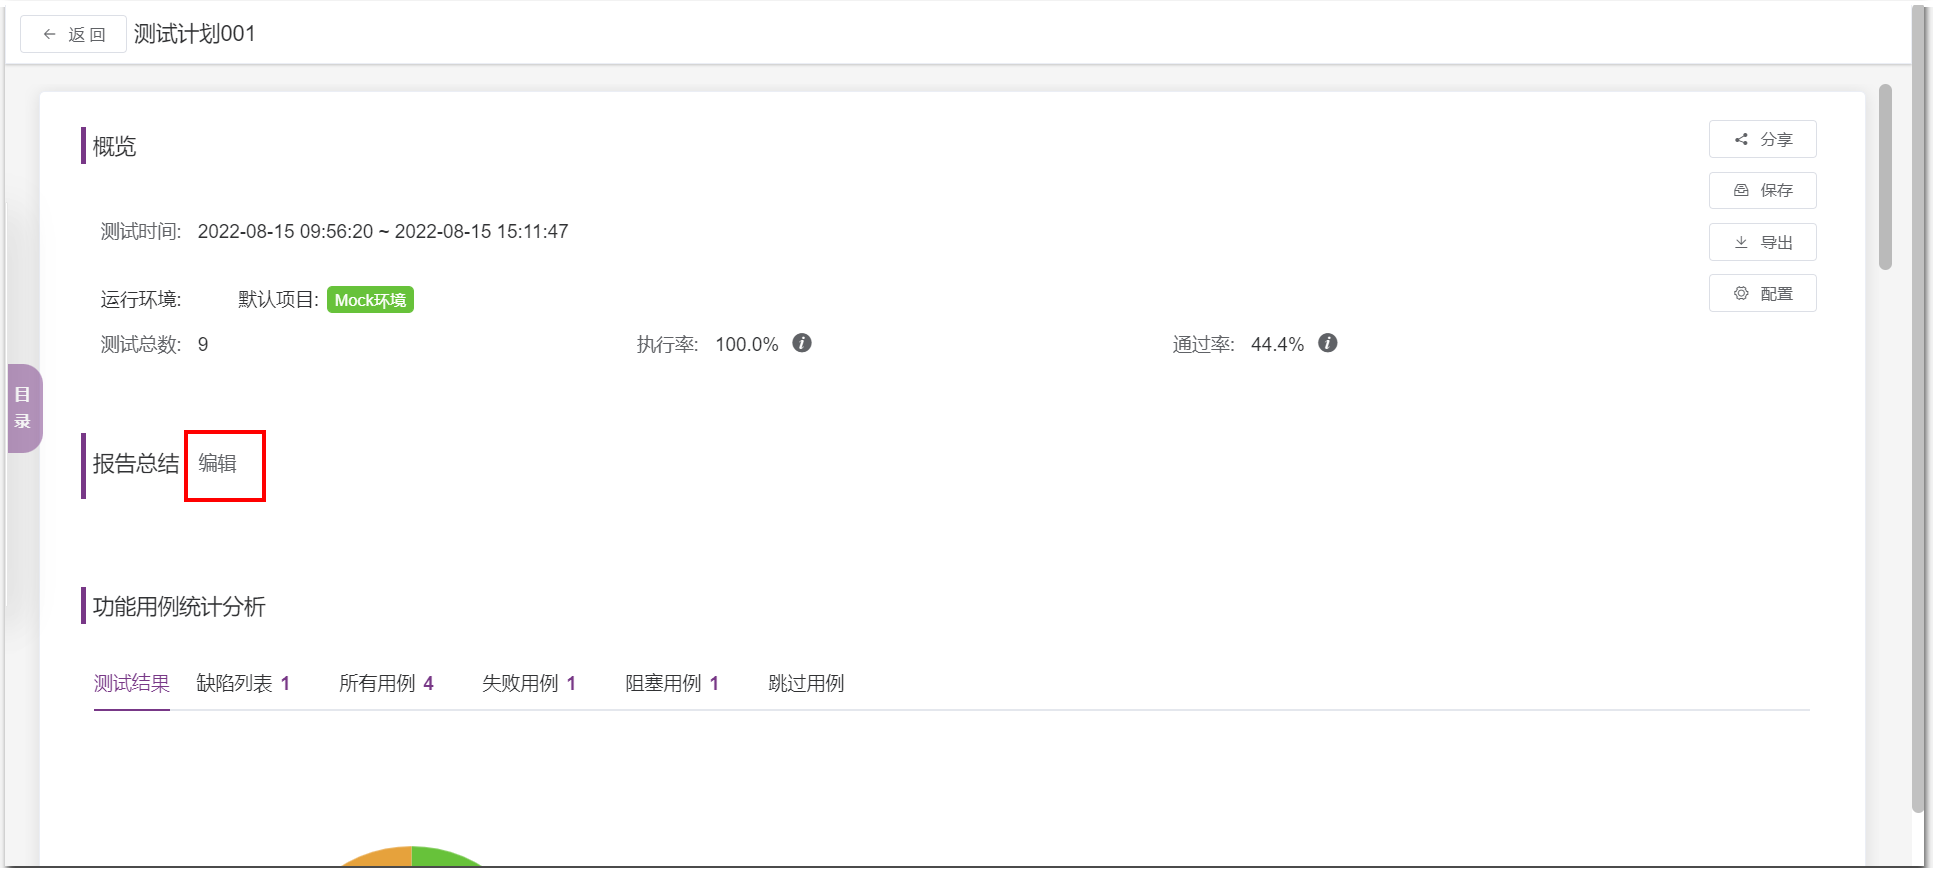 返回 测试计划001
概览
分享
保存
测试时间: 2022-08-15 09:56:20 ~ 2022-08-15 15:11:47
导出
运行环境: 默认项目: Mock环境
配置
测试总数: 9 执行率: 100.0% 通过率: 44.4%
目录
报告总结 编辑
功能用例统计分析
测试结果 缺陷列表 1 所有用例 4 失败用例 1 阻塞用例 1 跳过用例